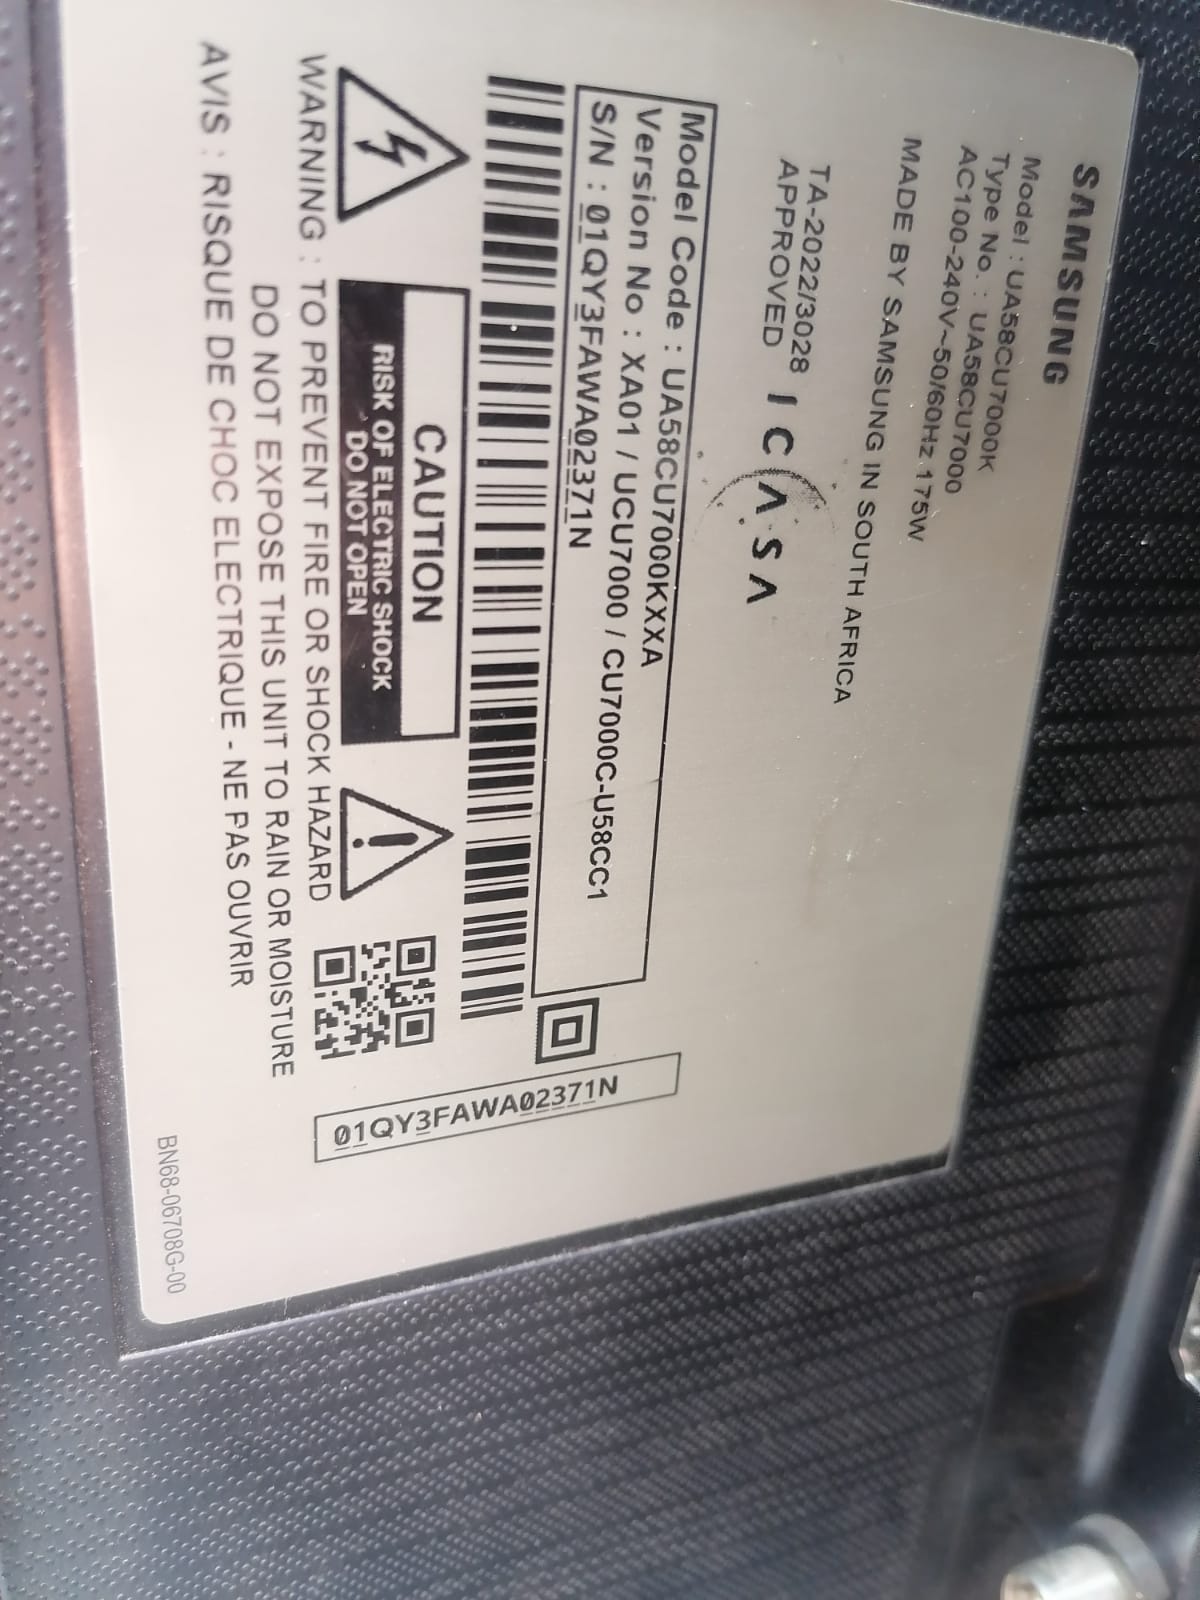 SAMSUNG
Model : UA58CU7000K
Type No. : UA58CU7000
AC100-240V~50/60Hz 175W
MADE BY SAMSUNG IN SOUTH AFRICA
TA-2022/3028
APPROVED
ICASA
Model Code : UA58CU7000KXXA
Version No : XA01 / UCU7000 / CU7000C-U58CC1
S/N : 01QY3FAWA02371N
CAUTION
RISK OF ELECTRIC SHOCK
DO NOT OPEN
WARNING : TO PREVENT FIRE OR SHOCK HAZARD
DO NOT EXPOSE THIS UNIT TO RAIN OR MOISTURE
AVIS : RISQUE DE CHOC ELECTRIQUE - NE PAS OUVRIR
01QY3FAWA02371N
BN68-06708G-00